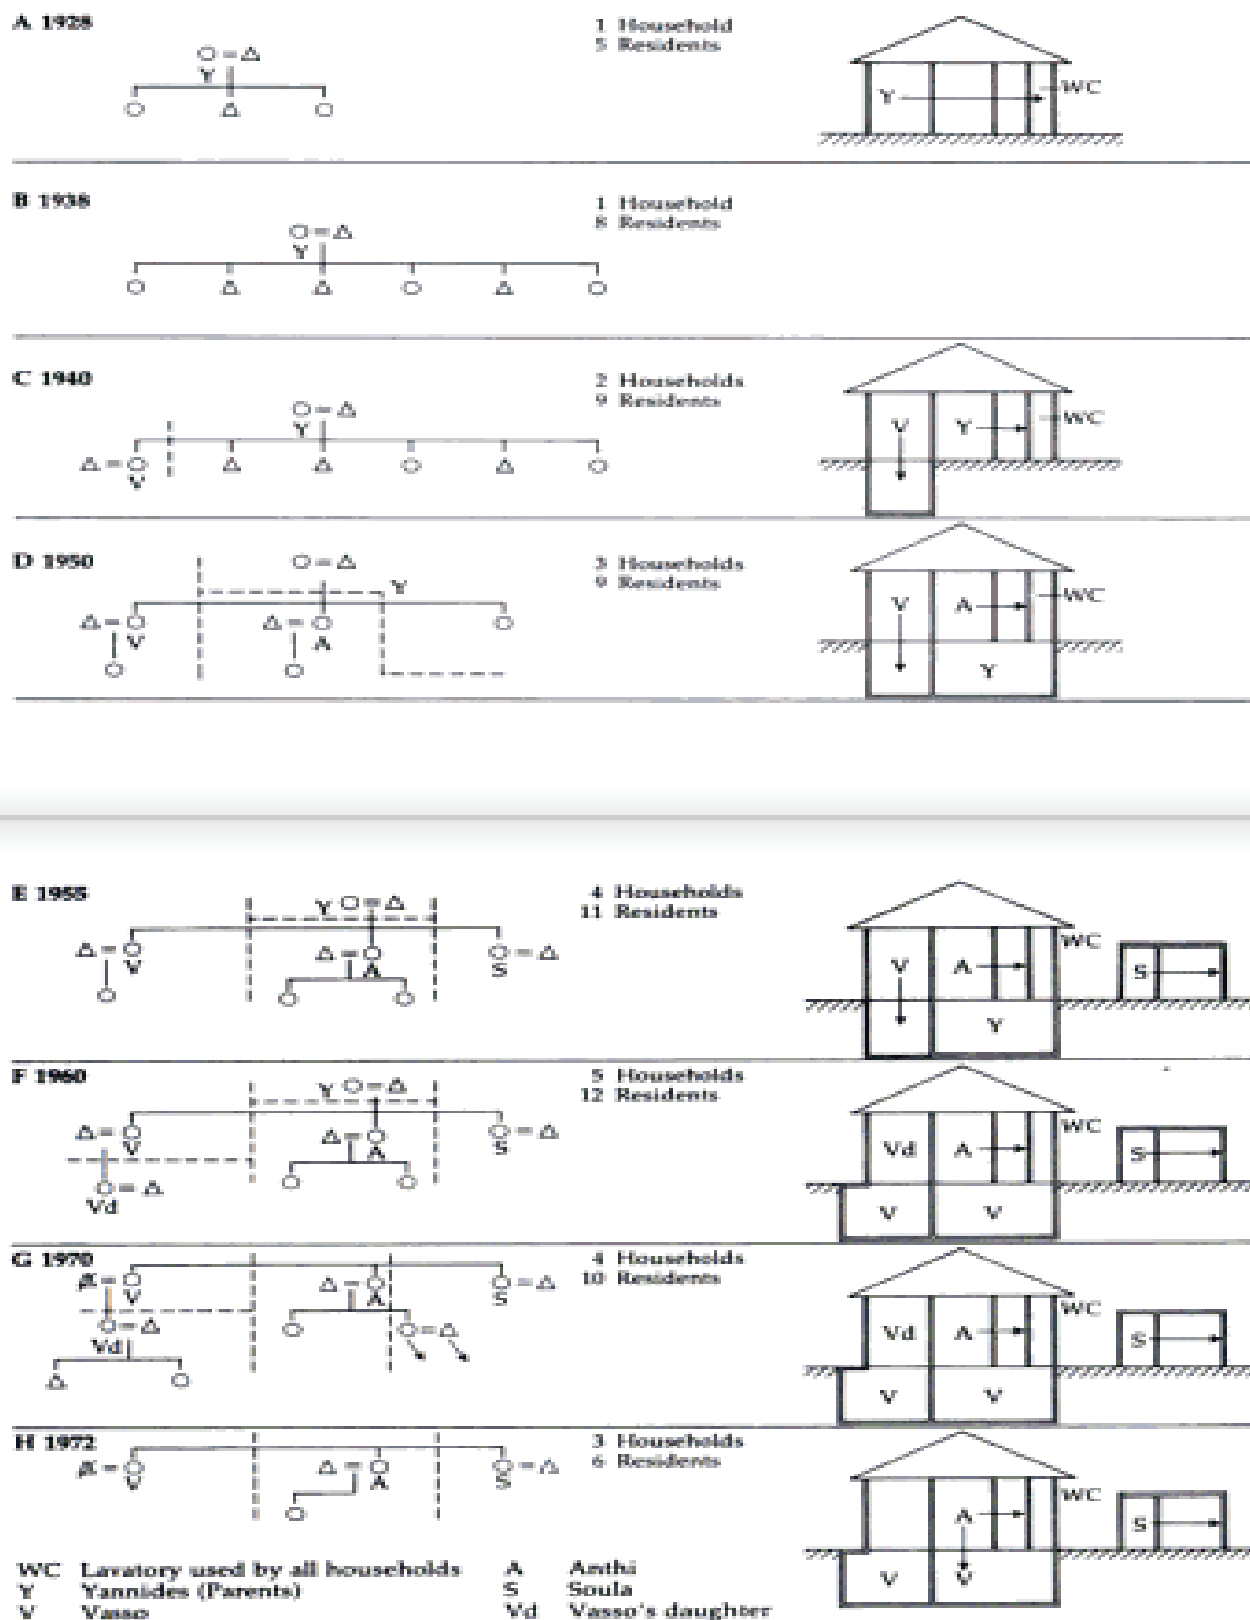 A 1928
1 Household
5 Residents
Y
Y
WC
B 1938
1 Household
8 Residents
Y
C 1940
2 Households
9 Residents
Y
V
V
Y
WC
D 1950
3 Households
9 Residents
Y
V
A
V
A
WC
Y
E 1955
4 Households
11 Residents
Y
V
A
S
V
A
WC
S
Y
F 1960
5 Households
12 Residents
Y
V
A
S
Vd
Vd
A
WC
S
V
V
G 1970
4 Households
10 Residents
V
A
S
Vd
Vd
A
WC
S
V
V
H 1972
3 Households
6 Residents
V
A
S
A
WC
S
V
V
WC Lavatory used by all households
A Anthi
Y Yannides (Parents)
S Soula
V Vasso
Vd Vasso's daughter